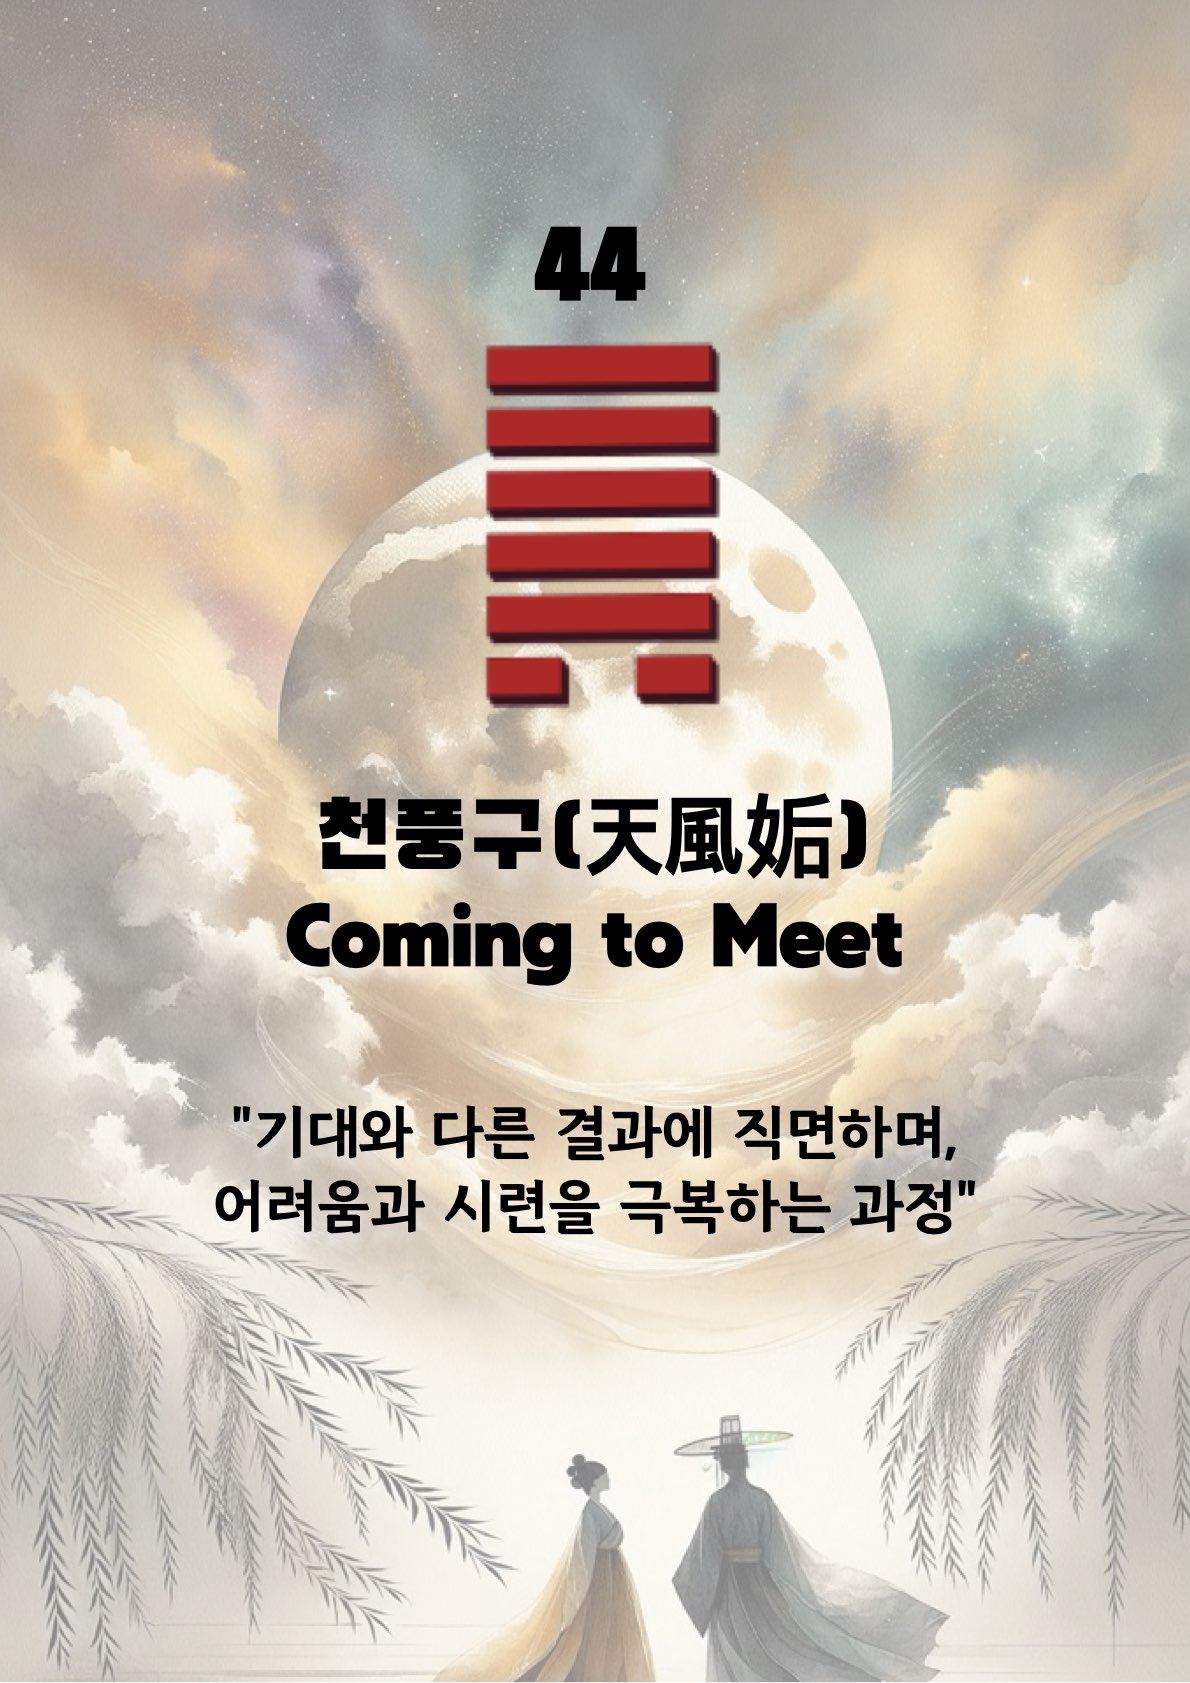 44
천풍구(天風姤)
Coming to Meet
"기대와 다른 결과에 직면하며,
어려움과 시련을 극복하는 과정"